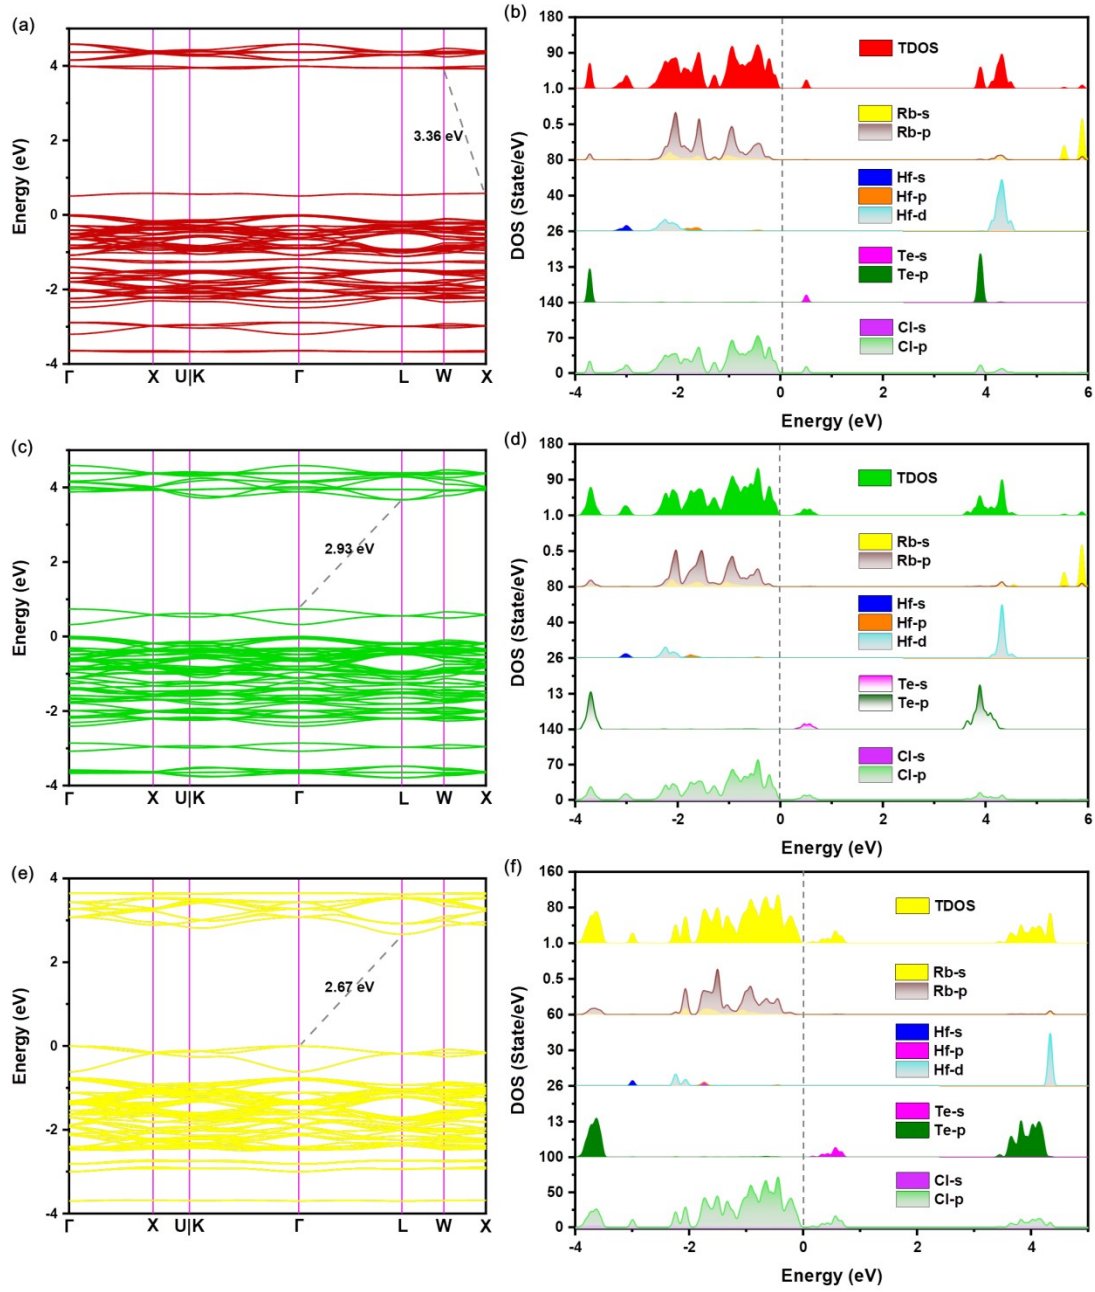 (a)
Energy (eV)
4
2
0
-2
-4
3.36 eV
Γ X U|K Γ L W X
(b)
DOS (State/eV)
180
90
1.0
0.5
80
40
26
13
140
70
0
TDOS
Rb-s
Rb-p
Hf-s
Hf-p
Hf-d
Te-s
Te-p
Cl-s
Cl-p
-4 -2 0 2 4 6
Energy (eV)
(c)
Energy (eV)
4
2
0
-2
-4
2.93 eV
Γ X U|K Γ L W X
(d)
DOS (State/eV)
180
90
1.0
0.5
80
40
26
13
140
70
0
TDOS
Rb-s
Rb-p
Hf-s
Hf-p
Hf-d
Te-s
Te-p
Cl-s
Cl-p
-4 -2 0 2 4 6
Energy (eV)
(e)
Energy (eV)
4
2
0
-2
-4
2.67 eV
Γ X U|K Γ L W X
(f)
DOS (State/eV)
160
80
1.0
0.5
60
30
26
13
100
50
0
TDOS
Rb-s
Rb-p
Hf-s
Hf-p
Hf-d
Te-s
Te-p
Cl-s
Cl-p
-4 -2 0 2 4
Energy (eV)